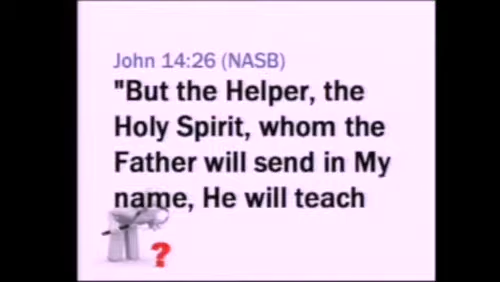 John 14:26 (NASB)
"But the Helper, the
Holy Spirit, whom the
Father will send in My
name, He will teach
?